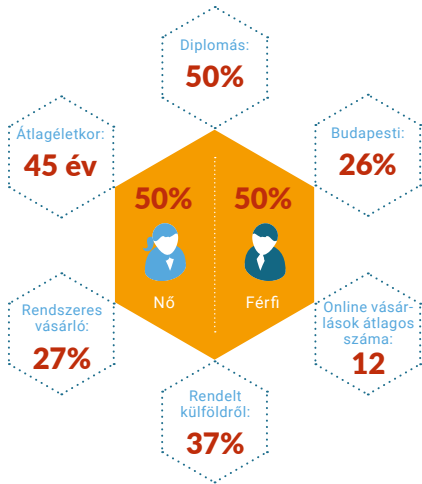 Diplomás:
50%
Átlagéletkor:
45 év
Budapesti:
26%
50%
50%
Nő
Férfi
Rendszeres
vásárló:
27%
Online vásár-
lások átlagos
száma:
12
Rendelt
külföldről:
37%